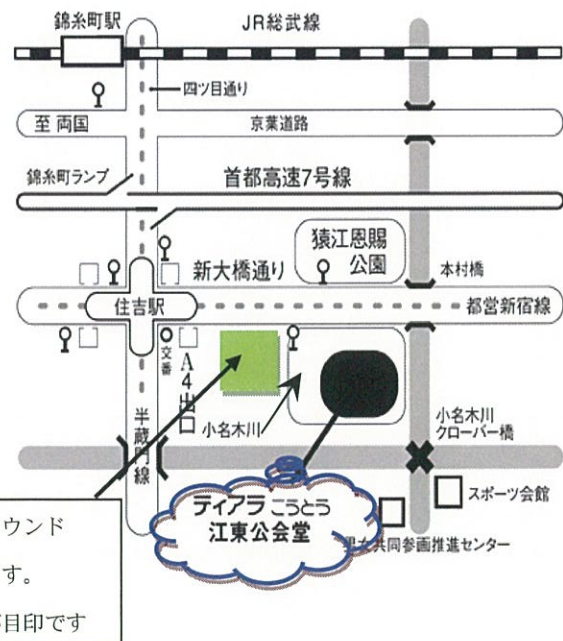 錦糸町駅
JR総武線
四ツ目通り
至 両国
京葉道路
錦糸町ランプ
首都高速7号線
猿江恩賜
公園
新大橋通り
本村橋
住吉駅
都営新宿線
交番
A4出口
半蔵門線
小名木川
小名木川
クローバー橋
ティアラ こうとう
江東公会堂
スポーツ会館
男女共同参画推進センター
ウンド
す。
が目印です